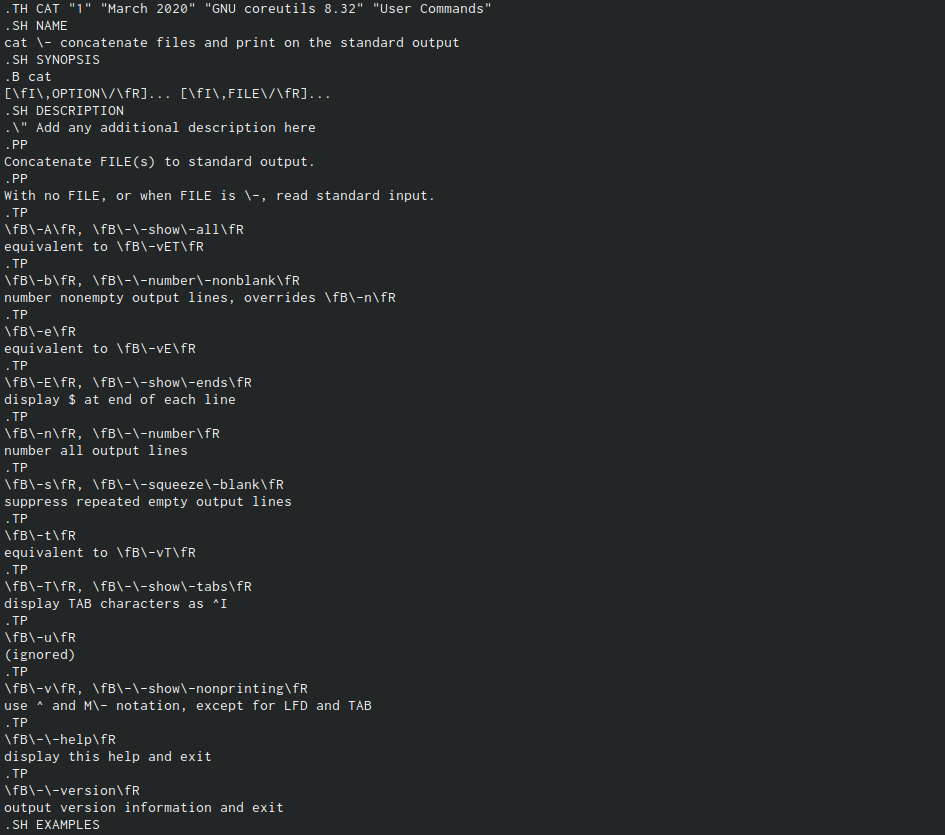 .TH CAT "1" "March 2020" "GNU coreutils 8.32" "User Commands"
.SH NAME
cat \- concatenate files and print on the standard output
.SH SYNOPSIS
.B cat
[\fI\,OPTION\/\fR]... [\fI\,FILE\/\fR]...
.SH DESCRIPTION
.\" Add any additional description here
.PP
Concatenate FILE(s) to standard output.
.PP
With no FILE, or when FILE is \-, read standard input.
.TP
\fB\-A\fR, \fB\-\-show\-all\fR
equivalent to \fB\-vET\fR
.TP
\fB\-b\fR, \fB\-\-number\-nonblank\fR
number nonempty output lines, overrides \fB\-n\fR
.TP
\fB\-e\fR
equivalent to \fB\-vE\fR
.TP
\fB\-E\fR, \fB\-\-show\-ends\fR
display $ at end of each line
.TP
\fB\-n\fR, \fB\-\-number\fR
number all output lines
.TP
\fB\-s\fR, \fB\-\-squeeze\-blank\fR
suppress repeated empty output lines
.TP
\fB\-t\fR
equivalent to \fB\-vT\fR
.TP
\fB\-T\fR, \fB\-\-show\-tabs\fR
display TAB characters as ^I
.TP
\fB\-u\fR
(ignored)
.TP
\fB\-v\fR, \fB\-\-show\-nonprinting\fR
use ^ and M\- notation, except for LFD and TAB
.TP
\fB\-\-help\fR
display this help and exit
.TP
\fB\-\-version\fR
output version information and exit
.SH EXAMPLES